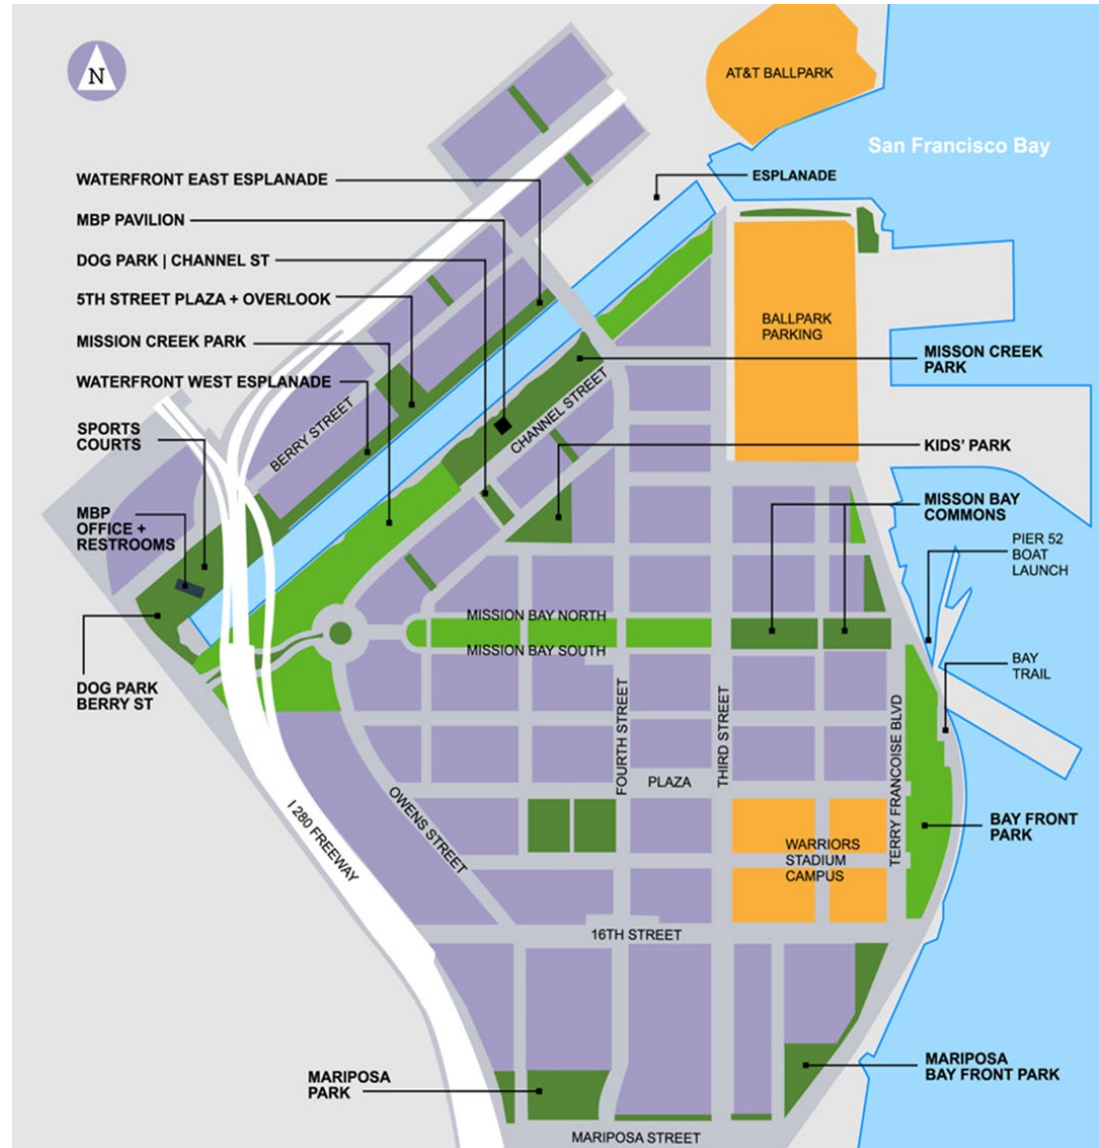 N
AT&T BALLPARK
San Francisco Bay
WATERFRONT EAST ESPLANADE
ESPLANADE
MBP PAVILION
DOG PARK | CHANNEL ST
5TH STREET PLAZA + OVERLOOK
MISSION CREEK PARK
WATERFRONT WEST ESPLANADE
SPORTS
COURTS
MBP
OFFICE +
RESTROOMS
DOG PARK
BERRY ST
BERRY STREET
CHANNEL STREET
BALLPARK
PARKING
MISSON CREEK
PARK
KIDS' PARK
MISSON BAY
COMMONS
PIER 52
BOAT
LAUNCH
BAY
TRAIL
MISSION BAY NORTH
MISSION BAY SOUTH
FOURTH STREET
THIRD STREET
TERRY FRANCOISE BLVD
PLAZA
OWENS STREET
I 280 FREEWAY
WARRIORS
STADIUM
CAMPUS
BAY FRONT
PARK
16TH STREET
MARIPOSA
PARK
MARIPOSA
BAY FRONT PARK
MARIPOSA STREET